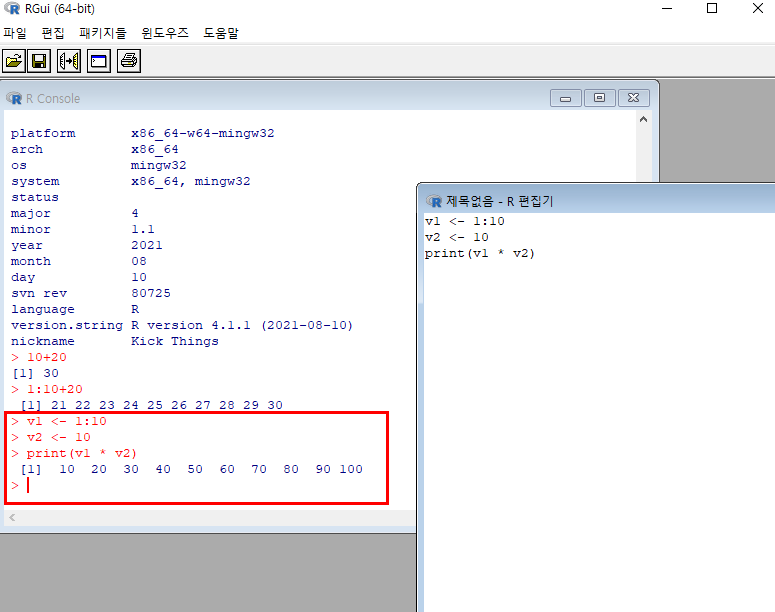 RGui (64-bit)
파일 편집 패키지들 윈도우즈 도움말
R Console
platform x86_64-w64-mingw32
arch x86_64
os mingw32
system x86_64, mingw32
status
major 4
minor 1.1
year 2021
month 08
day 10
svn rev 80725
language R
version.string R version 4.1.1 (2021-08-10)
nickname Kick Things
> 10+20
[1] 30
> 1:10+20
[1] 21 22 23 24 25 26 27 28 29 30
> v1 <- 1:10
> v2 <- 10
> print(v1 * v2)
[1] 10 20 30 40 50 60 70 80 90 100
>
제목없음 - R 편집기
v1 <- 1:10
v2 <- 10
print(v1 * v2)